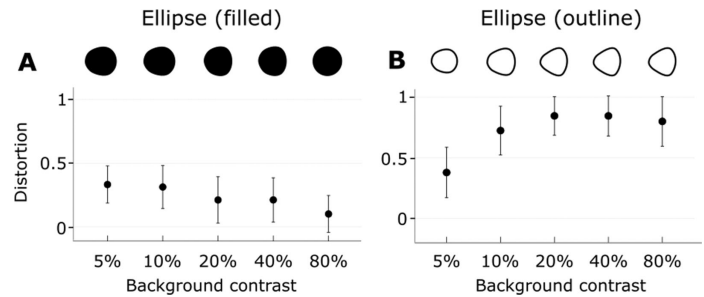 Ellipse (filled)
A
Distortion
1
0.5
0
5% 10% 20% 40% 80%
Background contrast
Ellipse (outline)
B
1
0.5
0
5% 10% 20% 40% 80%
Background contrast